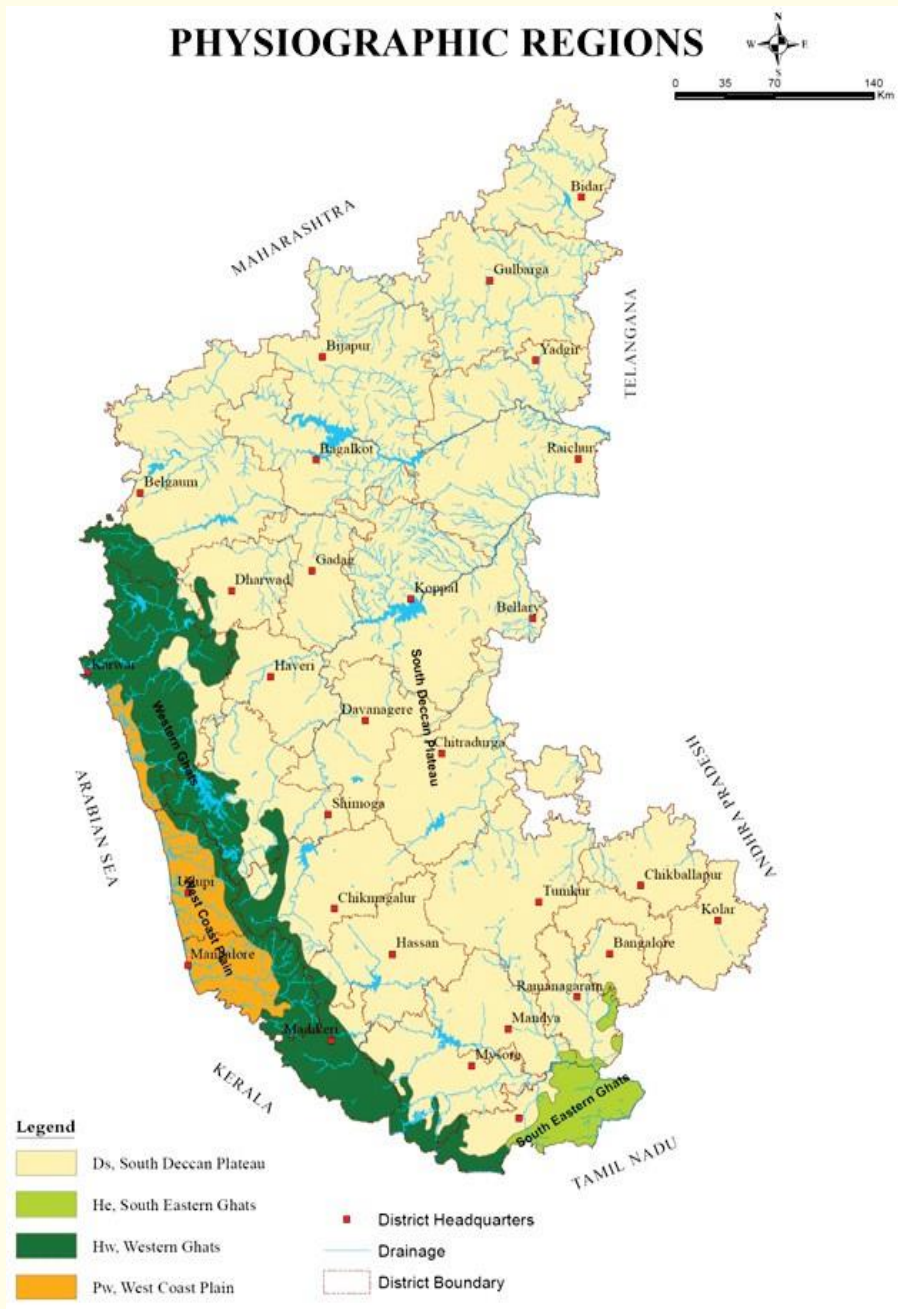 PHYSIOGRAPHIC REGIONS
N
W E
S
0 35 70 140
Km
Bidar
MAHARASHTRA
Gulbarga
TELANGANA
Bijapur
Yadgir
Bagalkot
Raichur
Belgaum
Gadag
Dharwad
Koppal
Bellary
Karwar
Haveri
South Deccan Plateau
Davanagere
Western Ghats
Chitradurga
ANDHRA PRADESH
ARABIAN SEA
Shimoga
Udupi
West Coast Plain
Chikmagalur
Tumkur
Chikballapur
Kolar
Hassan
Bangalore
Mangalore
Ramanagaram
Mandya
Madikeri
Mysore
KERALA
South Eastern Ghats
TAMIL NADU
Legend
Ds, South Deccan Plateau
He, South Eastern Ghats
Hw, Western Ghats
Pw, West Coast Plain
District Headquarters
Drainage
District Boundary